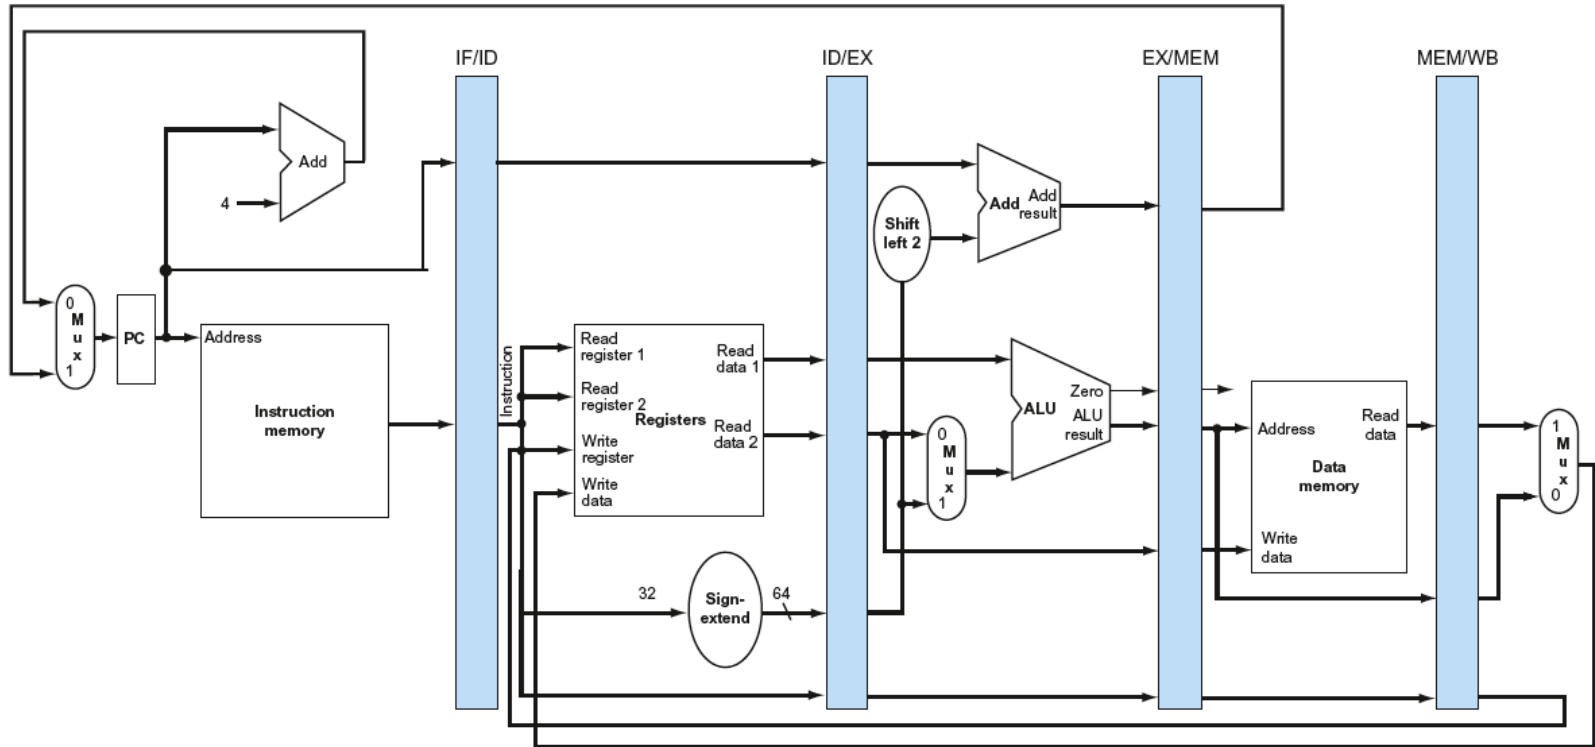 IF/ID
ID/EX
EX/MEM
MEM/WB
Add
4
Shift
left 2
Add
Add
result
0
M
u
x
1
PC
Address
Instruction
memory
Instruction
Read
register 1
Read
register 2
Write
register
Write
data
Registers
Read
data 1
Read
data 2
0
M
u
x
1
Zero
ALU
ALU
result
Address
Read
data
Data
memory
Write
data
1
M
u
x
0
32
Sign-
extend
64